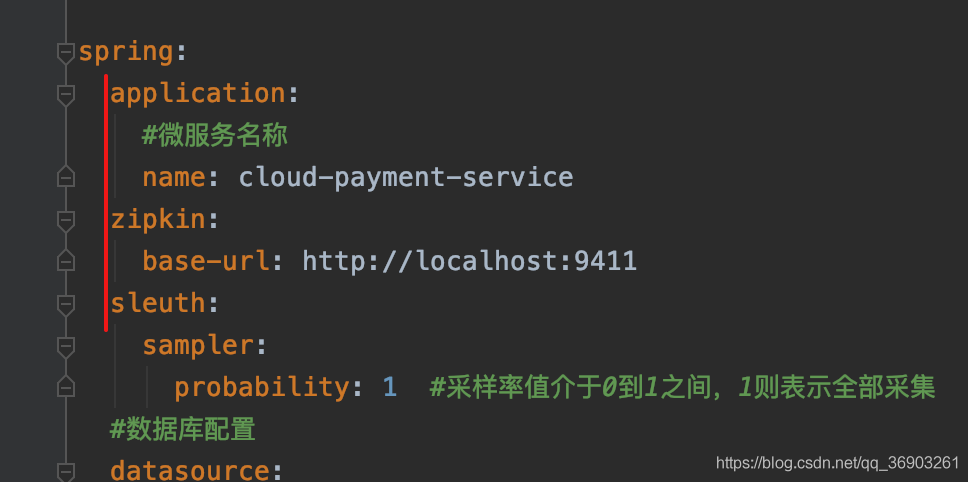 spring:
application:
#微服务名称
name: cloud-payment-service
zipkin:
base-url: http://localhost:9411
sleuth:
sampler:
probability: 1 #采样率值介于0到1之间，1则表示全部采集
#数据库配置
datasource:
https://blog.csdn.net/qq_36903261